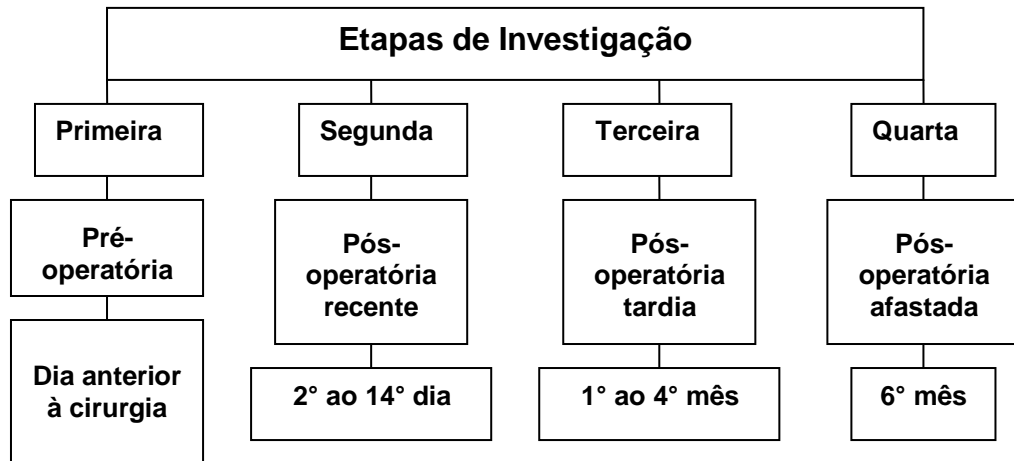 Etapas de Investigação
Primeira
Segunda
Terceira
Quarta
Pré-
operatória
Pós-
operatória
recente
Pós-
operatória
tardia
Pós-
operatória
afastada
Dia anterior
à cirurgia
2° ao 14° dia
1° ao 4° mês
6° mês